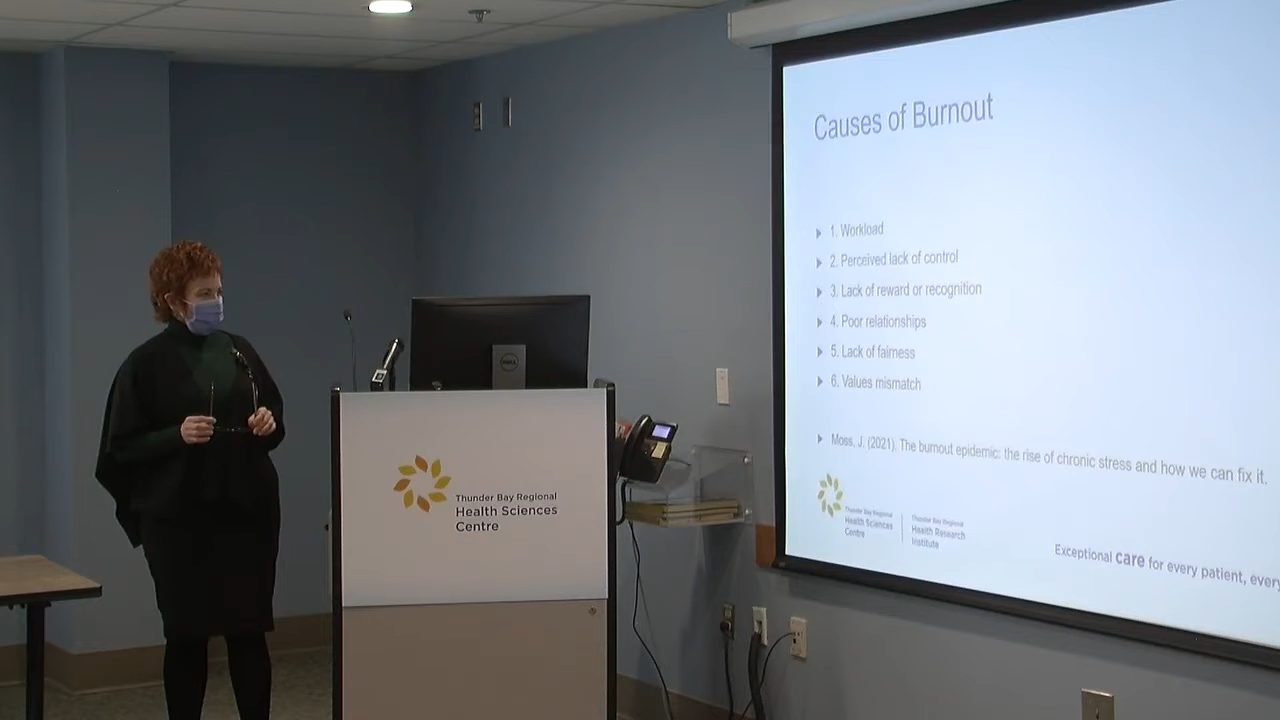 Causes of Burnout
1. Workload
2. Perceived lack of control
3. Lack of reward or recognition
4. Poor relationships
5. Lack of fairness
6. Values mismatch
Moss, J. (2021). The burnout epidemic: the rise of chronic stress and how we can fix it.
Thunder Bay Regional
Health Sciences
Centre
Thunder Bay Regional
Health Research
Institute
Exceptional care for every patient, every
DELL
Thunder Bay Regional
Health Sciences
Centre